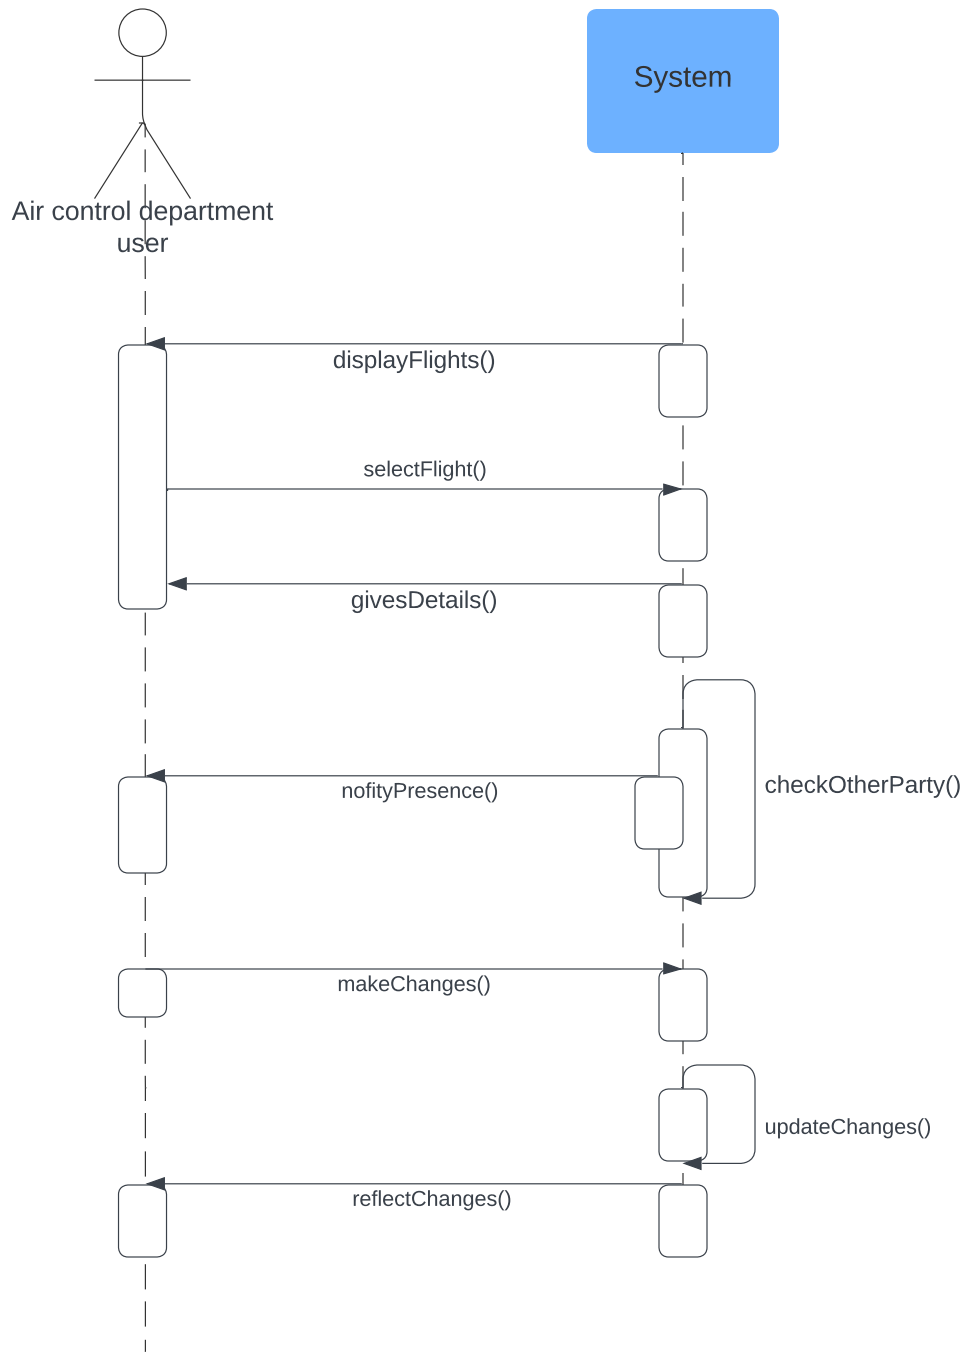 System
Air control department
user
displayFlights()
selectFlight()
givesDetails()
checkOtherParty()
nofityPresence()
makeChanges()
updateChanges()
reflectChanges()